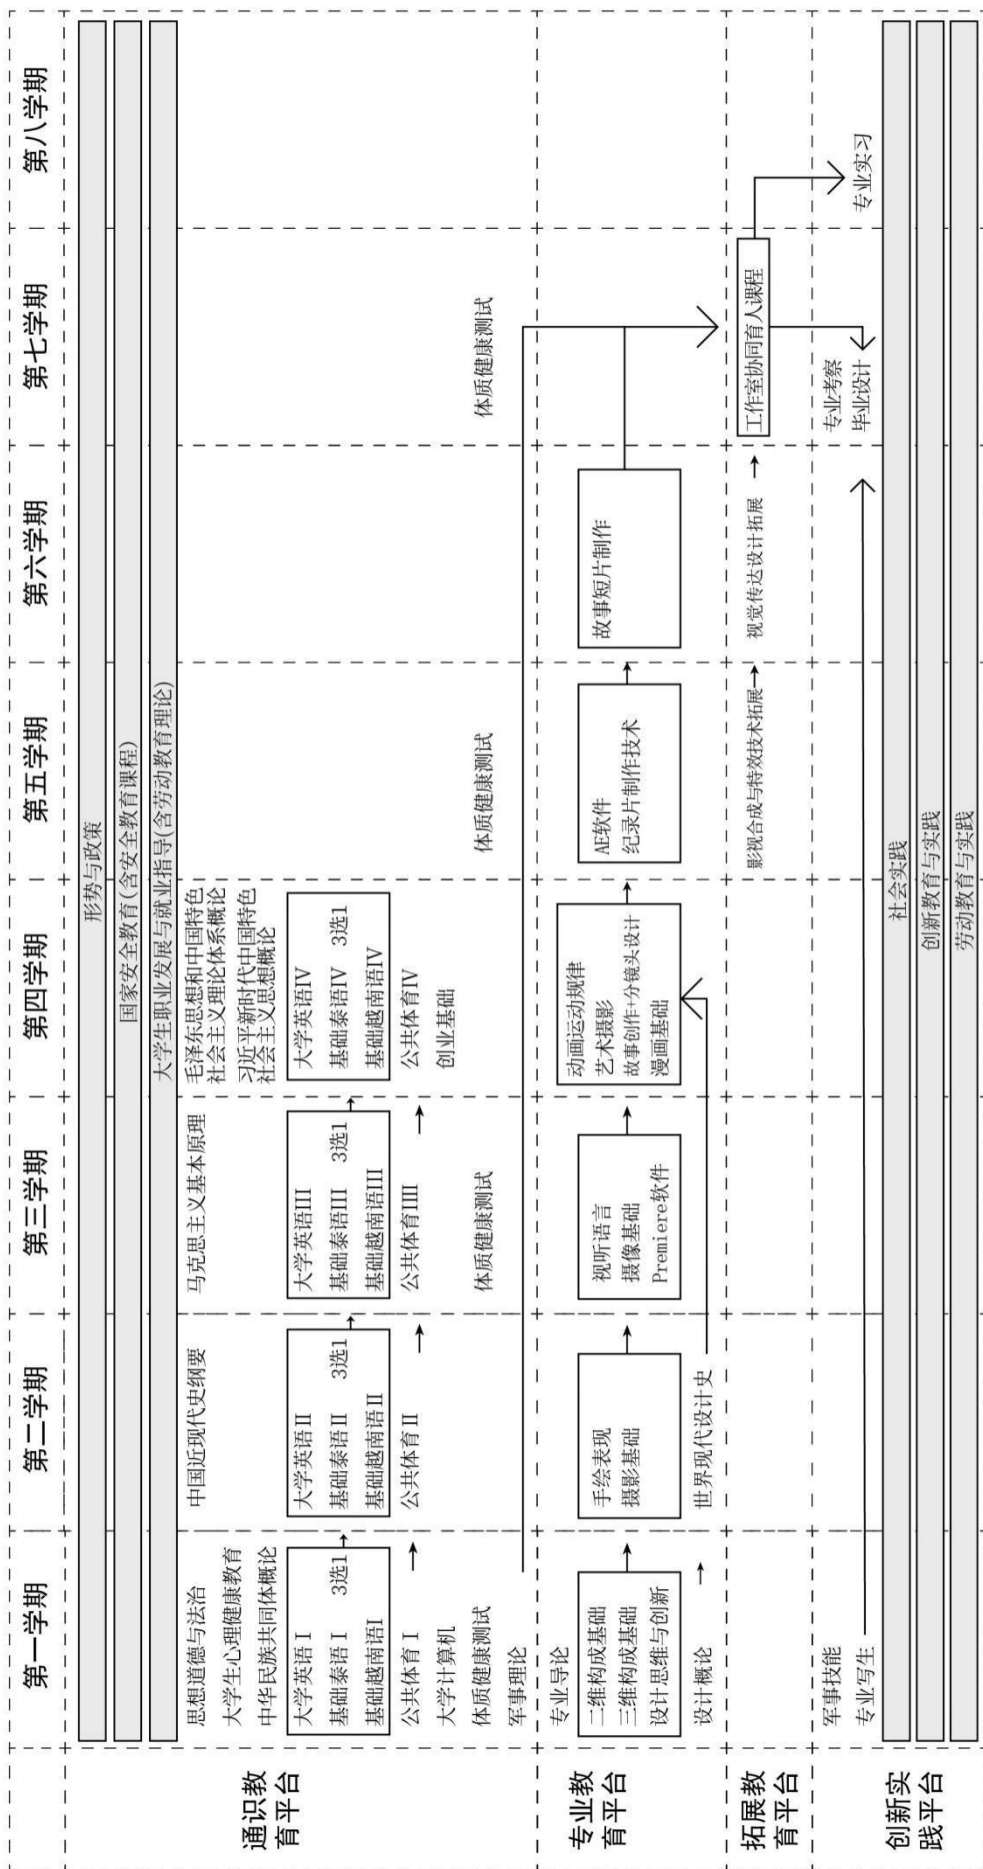 第一学期
第二学期
第三学期
第四学期
第五学期
第六学期
第七学期
第八学期
通识教
育平台
形势与政策
国家安全教育(含安全教育课程)
大学生职业发展与就业指导(含劳动教育理论)
思想道德与法治
大学生心理健康教育
中华民族共同体概论
大学英语Ⅰ
基础泰语Ⅰ 3选1
基础越南语Ⅰ
公共体育Ⅰ
大学计算机
体质健康测试
军事理论
中国近现代史纲要
大学英语Ⅱ
基础泰语Ⅱ 3选1
基础越南语Ⅱ
公共体育Ⅱ
马克思主义基本原理
大学英语III
基础泰语III 3选1
基础越南语III
公共体育IIII
体质健康测试
毛泽东思想和中国特色
社会主义理论体系概论
习近平新时代中国特色
社会主义思想概论
大学英语IV
基础泰语IV 3选1
基础越南语IV
公共体育IV
创业基础
体质健康测试
体质健康测试
专业教
育平台
专业导论
二维构成基础
三维构成基础
设计思维与创新
设计概论
手绘表现
摄影基础
世界现代设计史
视听语言
摄像基础
Premiere软件
动画运动规律
艺术摄影
故事创作+分镜头设计
漫画基础
AE软件
纪录片制作技术
故事短片制作
拓展教
育平台
影视合成与特效技术拓展
视觉传达设计拓展
工作室协同育人课程
创新实
践平台
军事技能
专业写生
专业考察
毕业设计
专业实习
社会实践
创新教育与实践
劳动教育与实践